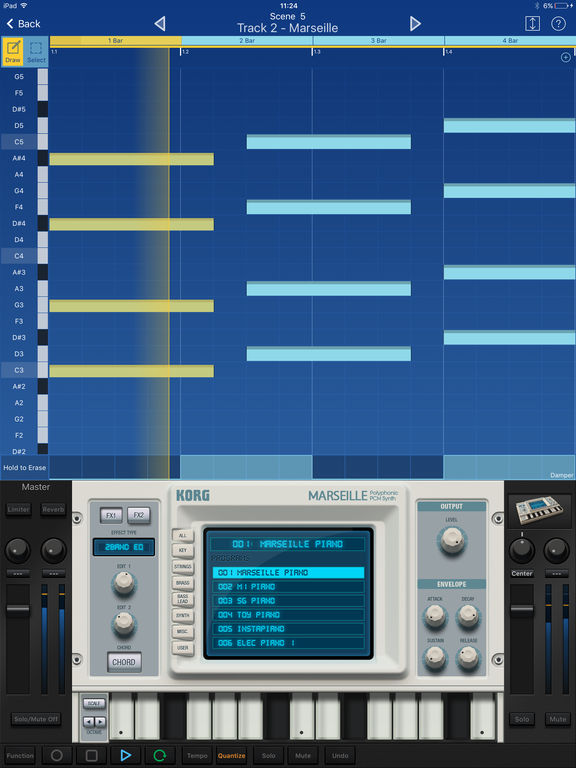 iPad 11:24 6%
Back Scene 5
Track 2 - Marseille
?
Draw Select 1 Bar 2 Bar 3 Bar 4 Bar
1.1 1.2 1.3 1.4
G5
F5
D#5
D5
C5
A#4
A4
G4
F4
D#4
D4
C4
A#3
A3
G3
F3
D#3
D3
C3
A#2
A2
G2
F2
D#2
Hold to Erase Damper
Master
Limiter Reverb
Solo/Mute Off
FX1 FX2
EFFECT TYPE
2BAND EQ
EDIT 1
EDIT 2
CHORD
CHORD
KORG MARSEILLE Polyphonic
PCM Synth
ALL
KEY
STRINGS
BRASS
BASS
LEAD
SYNTH
MISC
USER
001: MARSEILLE PIANO
PROGRAMS
001 MARSEILLE PIANO
002 M1 PIANO
003 SG PIANO
004 TOY PIANO
005 INSTAPIANO
006 ELEC PIANO 1
OUTPUT
LEVEL
ENVELOPE
ATTACK DECAY
SUSTAIN RELEASE
Center
Solo Mute
SCALE
OCTAVE
Function Tempo Quantize Solo Mute Undo